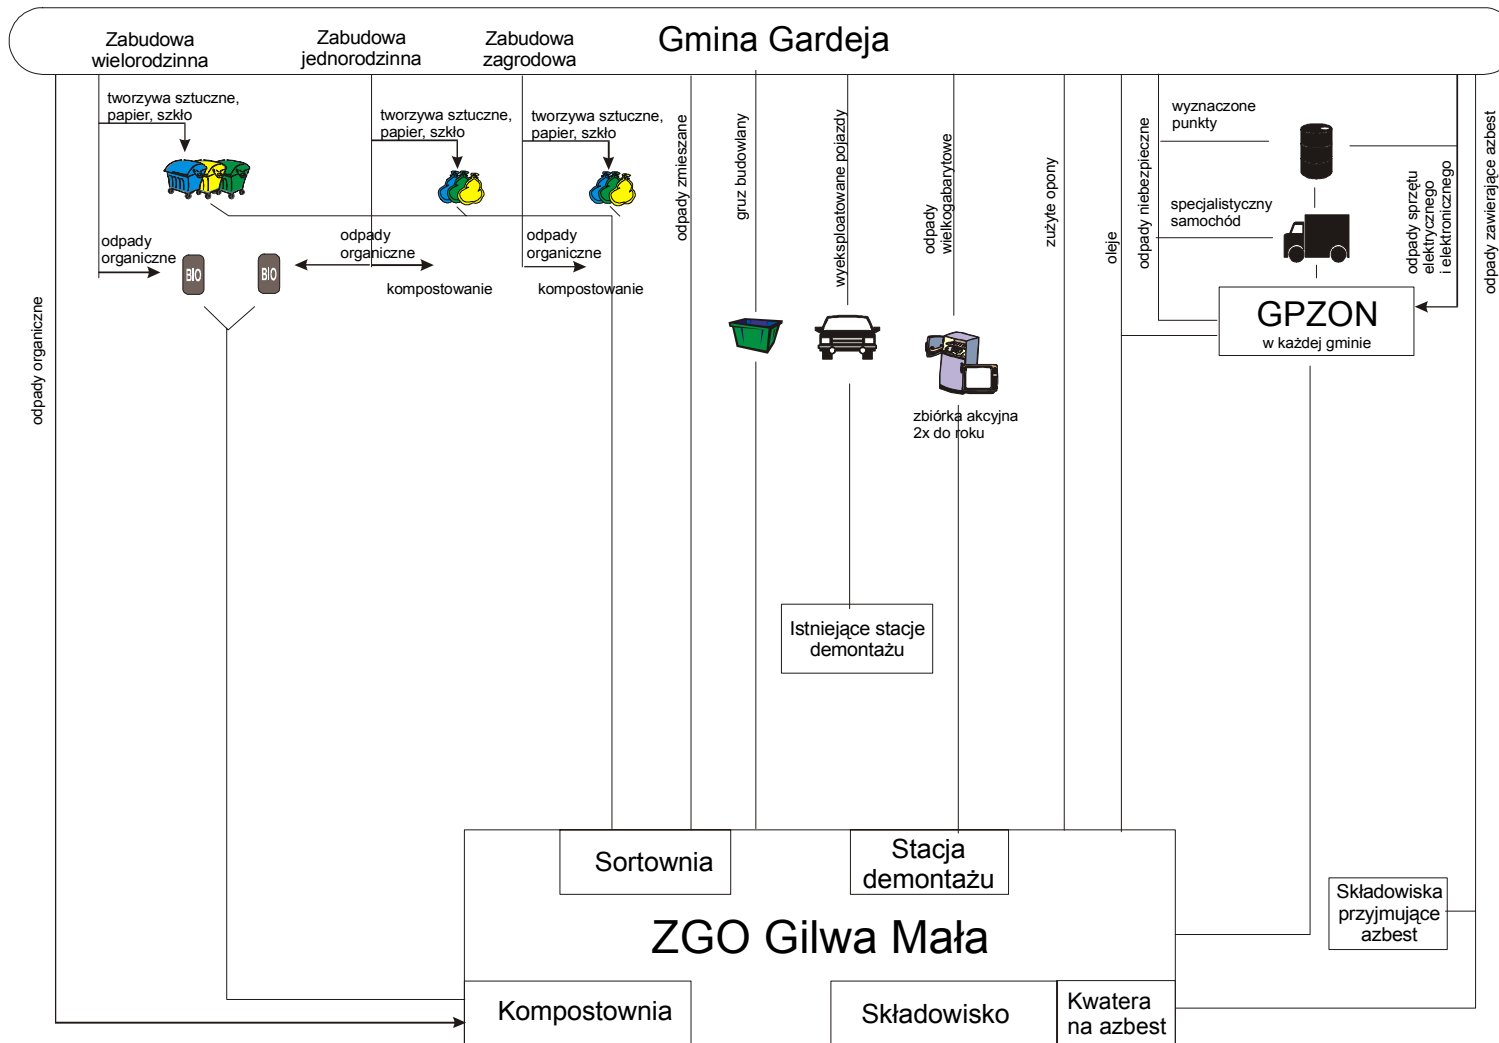 Gmina Gardeja
Zabudowa
wielorodzinna
Zabudowa
jednorodzinna
Zabudowa
zagrodowa
tworzywa sztuczne,
papier, szkło
tworzywa sztuczne,
papier, szkło
tworzywa sztuczne,
papier, szkło
odpady
organiczne
BIO
BIO
odpady
organiczne
kompostowanie
odpady
organiczne
kompostowanie
odpady organiczne
odpady zmieszane
gruz budowlany
wyeksploatowane pojazdy
odpady
wielkogabarytowe
zbiórka akcyjna
2x do roku
zużyte opony
oleje
odpady niebezpieczne
wyznaczone
punkty
specjalistyczny
samochód
odpady sprzętu
elektrycznego
i elektronicznego
odpady zawierające azbest
GPZON
w każdej gminie
Istniejące stacje
demontażu
Sortownia
Stacja
demontażu
ZGO Gilwa Mała
Składowiska
przyjmujące
azbest
Kompostownia
Składowisko
Kwatera
na azbest